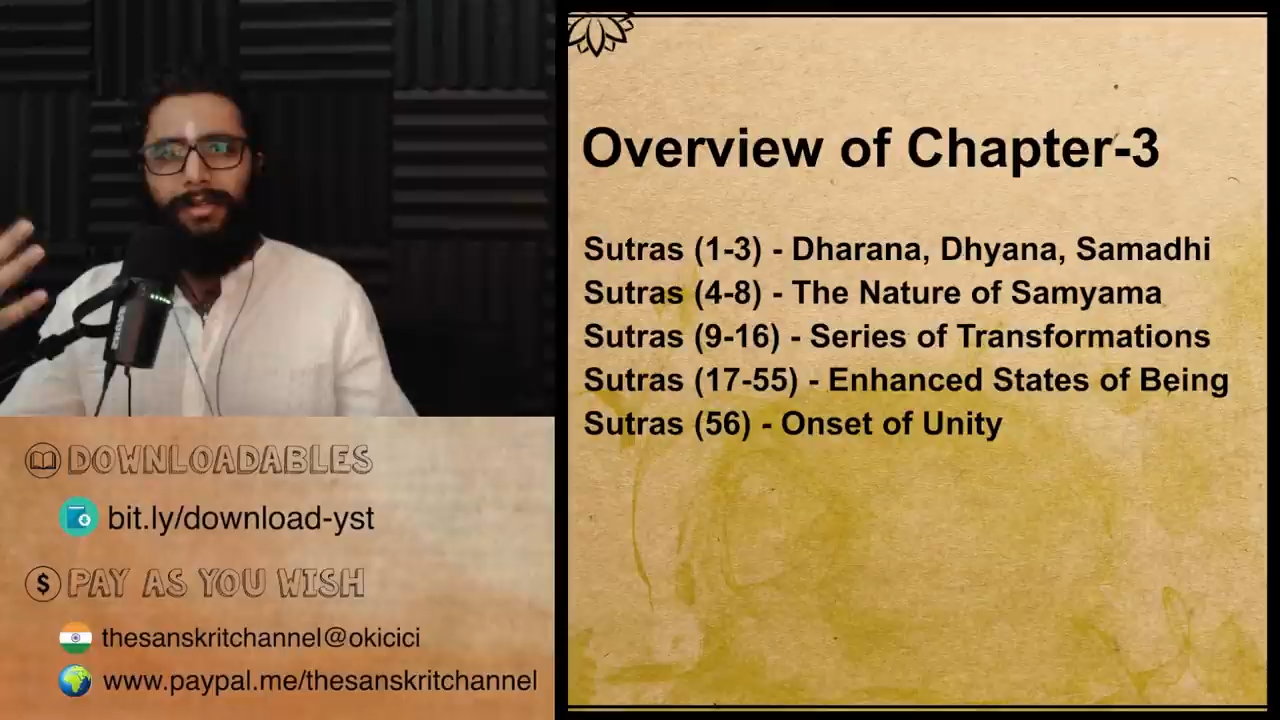 Overview of Chapter-3
Sutras (1-3) - Dharana, Dhyana, Samadhi
Sutras (4-8) - The Nature of Samyama
Sutras (9-16) - Series of Transformations
Sutras (17-55) - Enhanced States of Being
Sutras (56) - Onset of Unity
DOWNLOADABLES
bit.ly/download-yst
$ PAY AS YOU WISH
thesanskritchannel@okicici
www.paypal.me/thesanskritchannel